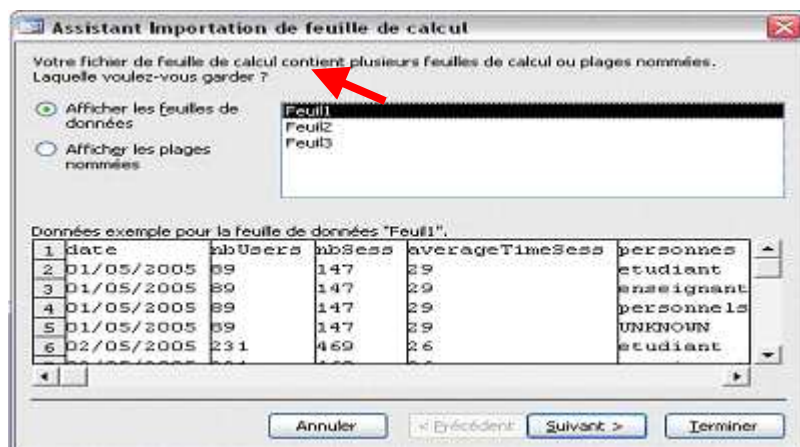 Assistant Importation de feuille de calcul
Votre fichier de feuille de calcul contient plusieurs feuilles de calcul ou plages nommées.
Laquelle voulez-vous garder ?
Afficher les feuilles de données
Afficher les plages nommées
Feuil1
Feuil2
Feuil3
Données exemple pour la feuille de données "Feuil1".
1 date nbUsers nbSess averageTimeSess personnes
2 01/05/2005 89 147 29 etudiant
3 01/05/2005 89 147 29 enseignant
4 01/05/2005 89 147 29 personnels
5 01/05/2005 89 147 29 UNKNOWN
6 02/05/2005 231 469 26 etudiant
Annuler < Précédent Suivant > Terminer